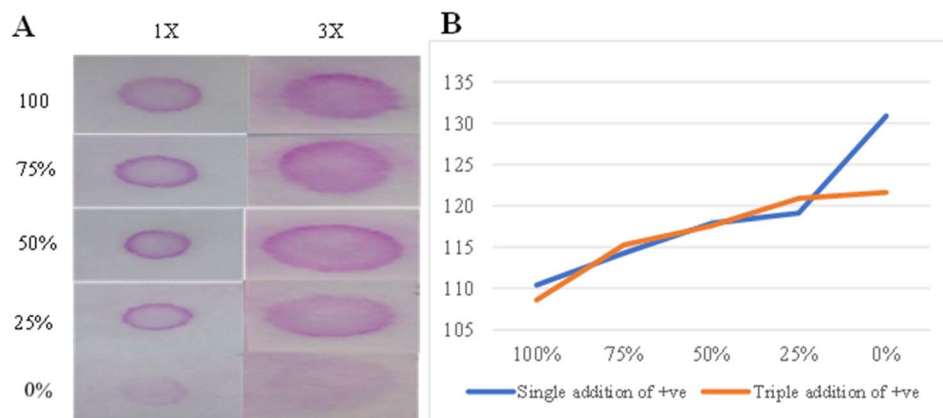 A
1X 3X
100
75%
50%
25%
0%
B
135
130
125
120
115
110
105
100% 75% 50% 25% 0%
Single addition of +ve Triple addition of +ve